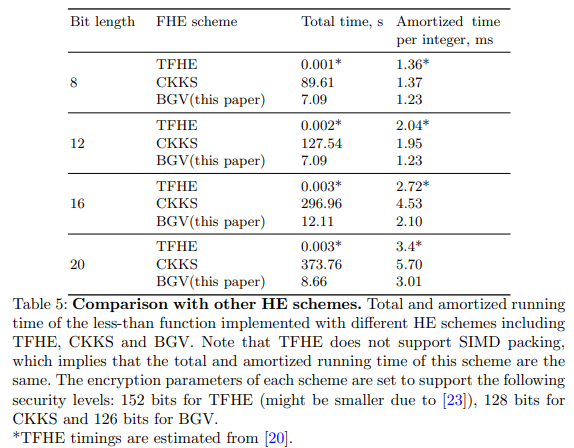 Bit length FHE scheme Total time, s Amortized time
per integer, ms
TFHE 0.001* 1.36*
8 CKKS 89.61 1.37
BGV(this paper) 7.09 1.23
TFHE 0.002* 2.04*
12 CKKS 127.54 1.95
BGV(this paper) 7.09 1.23
TFHE 0.003* 2.72*
16 CKKS 296.96 4.53
BGV(this paper) 12.11 2.10
TFHE 0.003* 3.4*
20 CKKS 373.76 5.70
BGV(this paper) 8.66 3.01
Table 5: Comparison with other HE schemes. Total and amortized running
time of the less-than function implemented with different HE schemes including
TFHE, CKKS and BGV. Note that TFHE does not support SIMD packing,
which implies that the total and amortized running time of this scheme are the
same. The encryption parameters of each scheme are set to support the following
security levels: 152 bits for TFHE (might be smaller due to [23]), 128 bits for
CKKS and 126 bits for BGV.
*TFHE timings are estimated from [20].